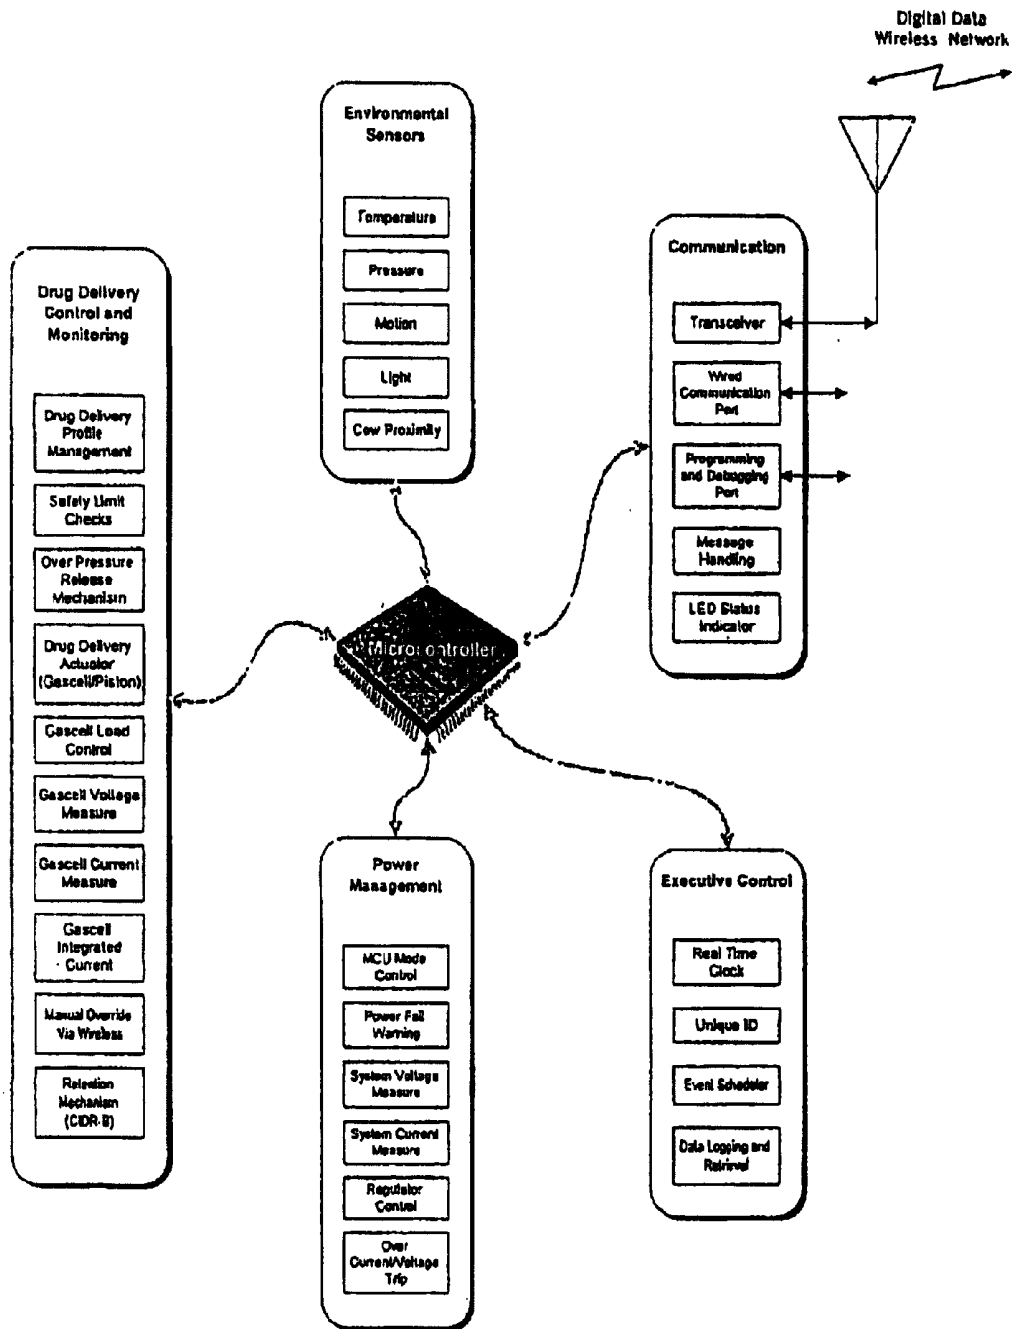 Digital Data
Wireless Network
Environmental
Sensors
Temperature
Pressure
Motion
Light
Cow Proximity
Communication
Transceiver
Wired
Communication
Port
Programming
and Debugging
Port
Message
Handling
LED Status
Indicator
Drug Delivery
Control and
Monitoring
Drug Delivery
Profile
Management
Safety Limit
Checks
Over Pressure
Release
Mechanism
Drug Delivery
Actuator
(Gascell/Piston)
Gascell Load
Control
Gascell Voltage
Measure
Gascell Current
Measure
Gascell
Integrated
Current
Manual Override
Via Wireless
Retention
Mechanism
(CIDR-B)
Microcontroller
Power
Management
MCU Mode
Control
Power Fail
Warning
System Voltage
Measure
System Current
Measure
Regulator
Control
Over
Current/Voltage
Trip
Executive Control
Real Time
Clock
Unique ID
Event Scheduler
Data Logging and
Retrieval